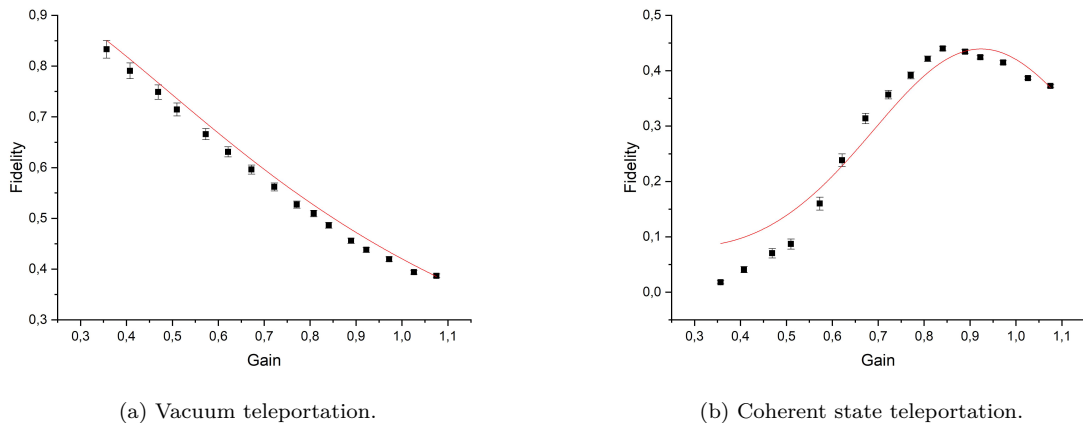 0,9
0,8
0,7
0,6
0,5
0,4
0,3
Fidelity
0,3 0,4 0,5 0,6 0,7 0,8 0,9 1,0 1,1
Gain
(a) Vacuum teleportation.
0,5
0,4
0,3
0,2
0,1
0,0
Fidelity
0,3 0,4 0,5 0,6 0,7 0,8 0,9 1,0 1,1
Gain
(b) Coherent state teleportation.